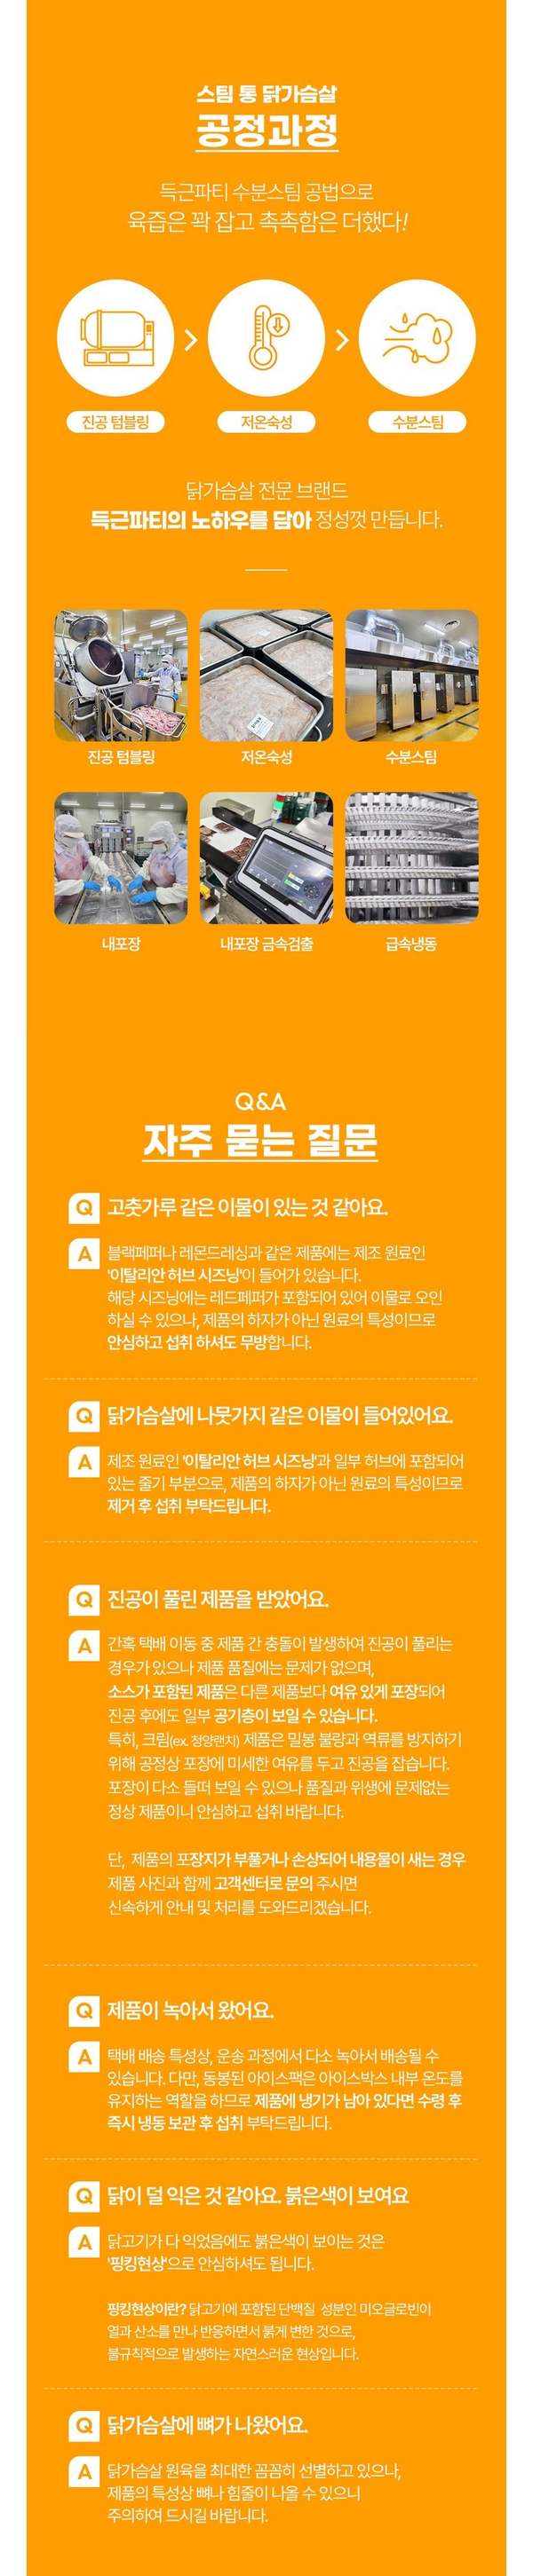 스팀 통 닭가슴살
공정과정
득근파티 수분스팀 공법으로
육즙은 꽉 잡고 촉촉함은 더했다!
진공 텀블링
저온숙성
수분스팀
닭가슴살 전문 브랜드
득근파티의 노하우를 담아 정성껏 만듭니다.
진공 텀블링
저온숙성
수분스팀
내포장
내포장 금속검출
급속냉동
Q&A
자주 묻는 질문
Q 고춧가루 같은 이물이 있는 것 같아요.
A 블랙페퍼나 레몬드레싱과 같은 제품에는 제조 원료인
'이탈리안 허브 시즈닝'이 들어가 있습니다.
해당 시즈닝에는 레드페퍼가 포함되어 있어 이물로 오인
하실 수 있으나, 제품의 하자가 아닌 원료의 특성이므로
안심하고 섭취 하셔도 무방합니다.
Q 닭가슴살에 나뭇가지 같은 이물이 들어있어요.
A 제조 원료인 '이탈리안 허브 시즈닝'과 일부 허브에 포함되어
있는 줄기 부분으로, 제품의 하자가 아닌 원료의 특성이므로
제거 후 섭취 부탁드립니다.
Q 진공이 풀린 제품을 받았어요.
A 간혹 택배 이동 중 제품 간 충돌이 발생하여 진공이 풀리는
경우가 있으나 제품 품질에는 문제가 없으며,
소스가 포함된 제품은 다른 제품보다 여유 있게 포장되어
진공 후에도 일부 공기층이 보일 수 있습니다.
특히, 크림(ex. 청양랜치) 제품은 밀봉 불량과 역류를 방지하기
위해 공정상 포장에 미세한 여유를 두고 진공을 잡습니다.
포장이 다소 들떠 보일 수 있으나 품질과 위생에 문제없는
정상 제품이니 안심하고 섭취 바랍니다.
단, 제품의 포장지가 부풀거나 손상되어 내용물이 새는 경우
제품 사진과 함께 고객센터로 문의 주시면
신속하게 안내 및 처리를 도와드리겠습니다.
Q 제품이 녹아서 왔어요.
A 택배 배송 특성상, 운송 과정에서 다소 녹아서 배송될 수
있습니다. 다만, 동봉된 아이스팩은 아이스박스 내부 온도를
유지하는 역할을 하므로 제품에 냉기가 남아 있다면 수령 후
즉시 냉동 보관 후 섭취 부탁드립니다.
Q 닭이 덜 익은 것 같아요. 붉은색이 보여요
A 닭고기가 다 익었음에도 붉은색이 보이는 것은
'핑킹현상'으로 안심하셔도 됩니다.
핑킹현상이란? 닭고기에 포함된 단백질 성분인 미오글로빈이
열과 산소를 만나 반응하면서 붉게 변한 것으로,
불규칙적으로 발생하는 자연스러운 현상입니다.
Q 닭가슴살에 뼈가 나왔어요.
A 닭가슴살 원육을 최대한 꼼꼼히 선별하고 있으나,
제품의 특성상 뼈나 힘줄이 나올 수 있으니
주의하여 드시길 바랍니다.